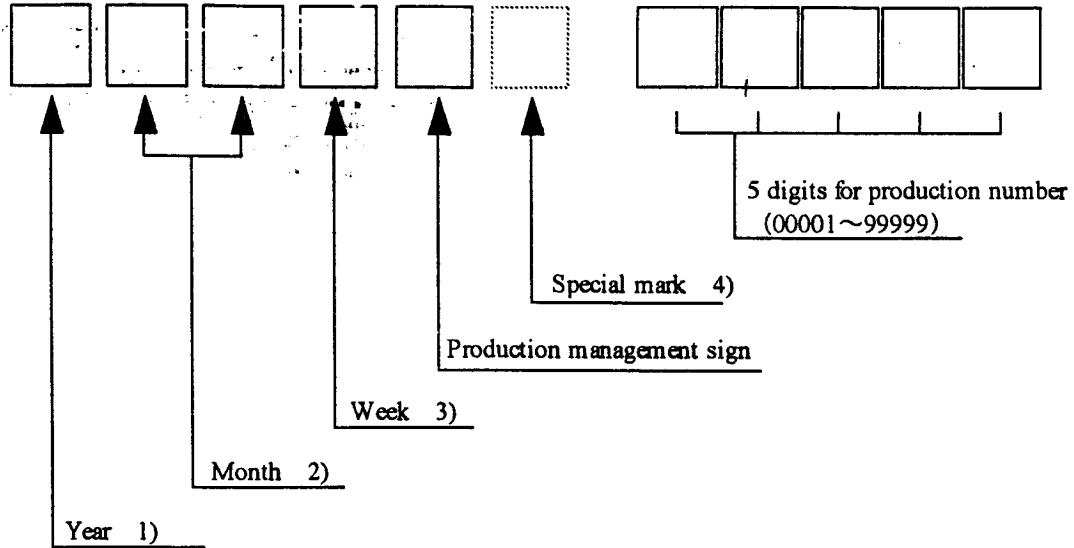 5 digits for production number
(00001～99999)
Special mark 4)
Production management sign
Week 3)
Month 2)
Year 1)